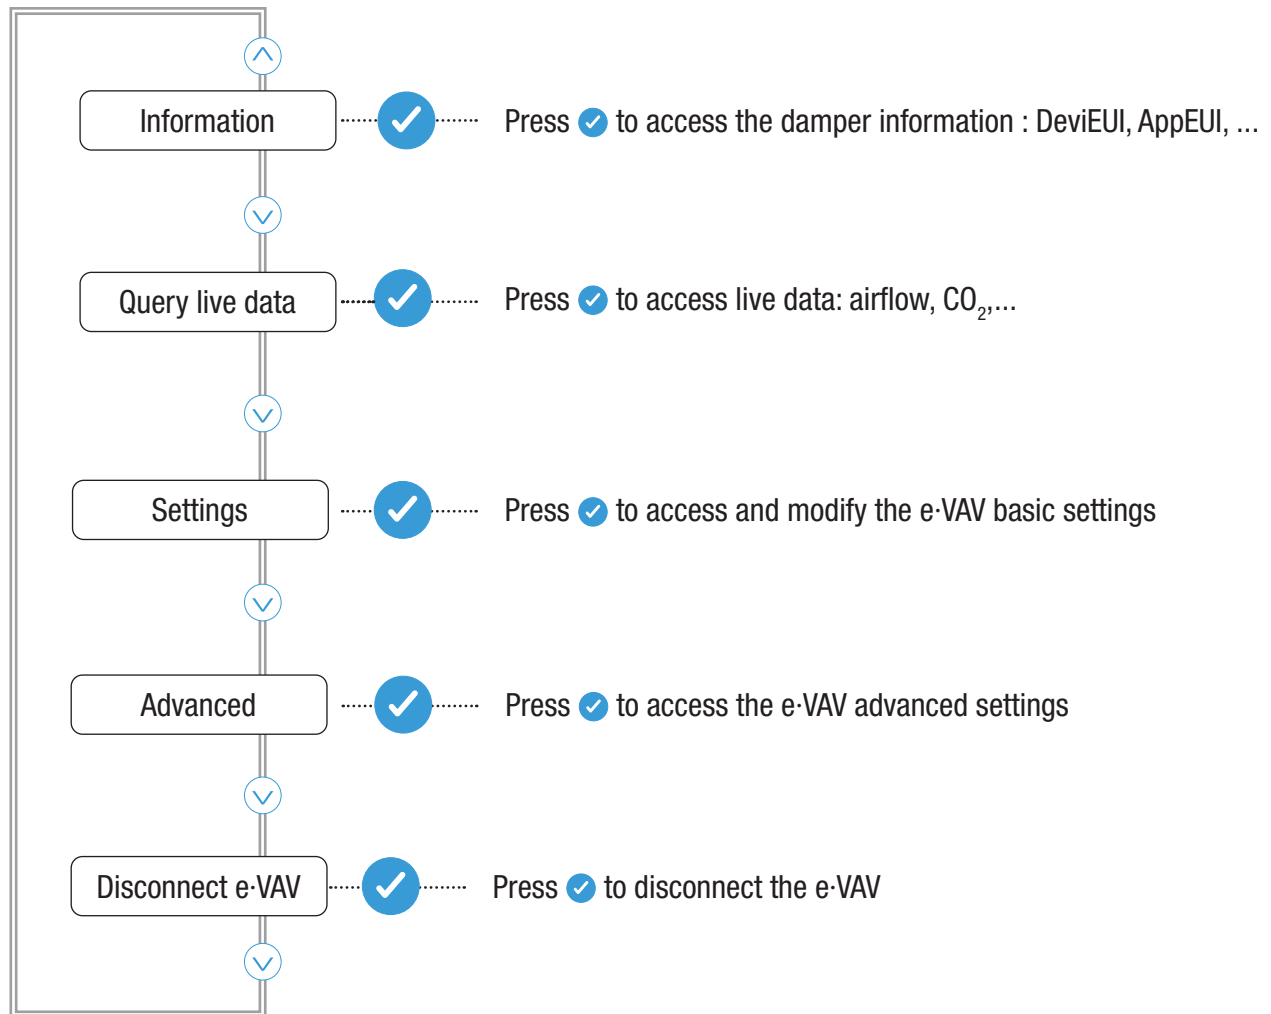 Information
Press to access the damper information : DeviEUI, AppEUI, ...
Query live data
Press to access live data: airflow, CO₂,...
Settings
Press to access and modify the e·VAV basic settings
Advanced
Press to access the e·VAV advanced settings
Disconnect e·VAV
Press to disconnect the e·VAV